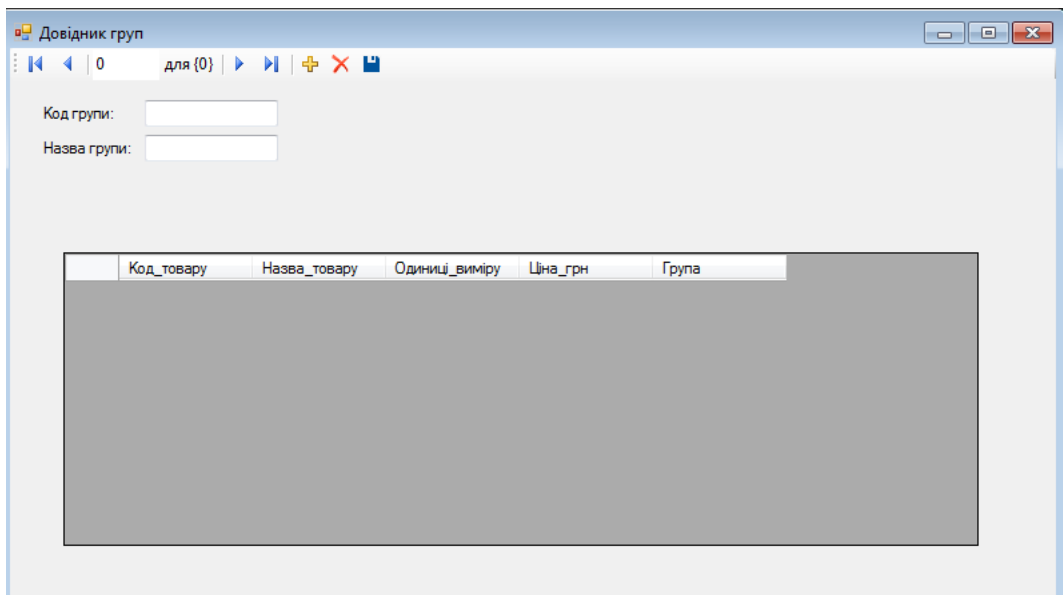 Довідник груп
0 для {0}
Код групи:
Назва групи:
Код_товару Назва_товару Одиниці_виміру Ціна_грн Група